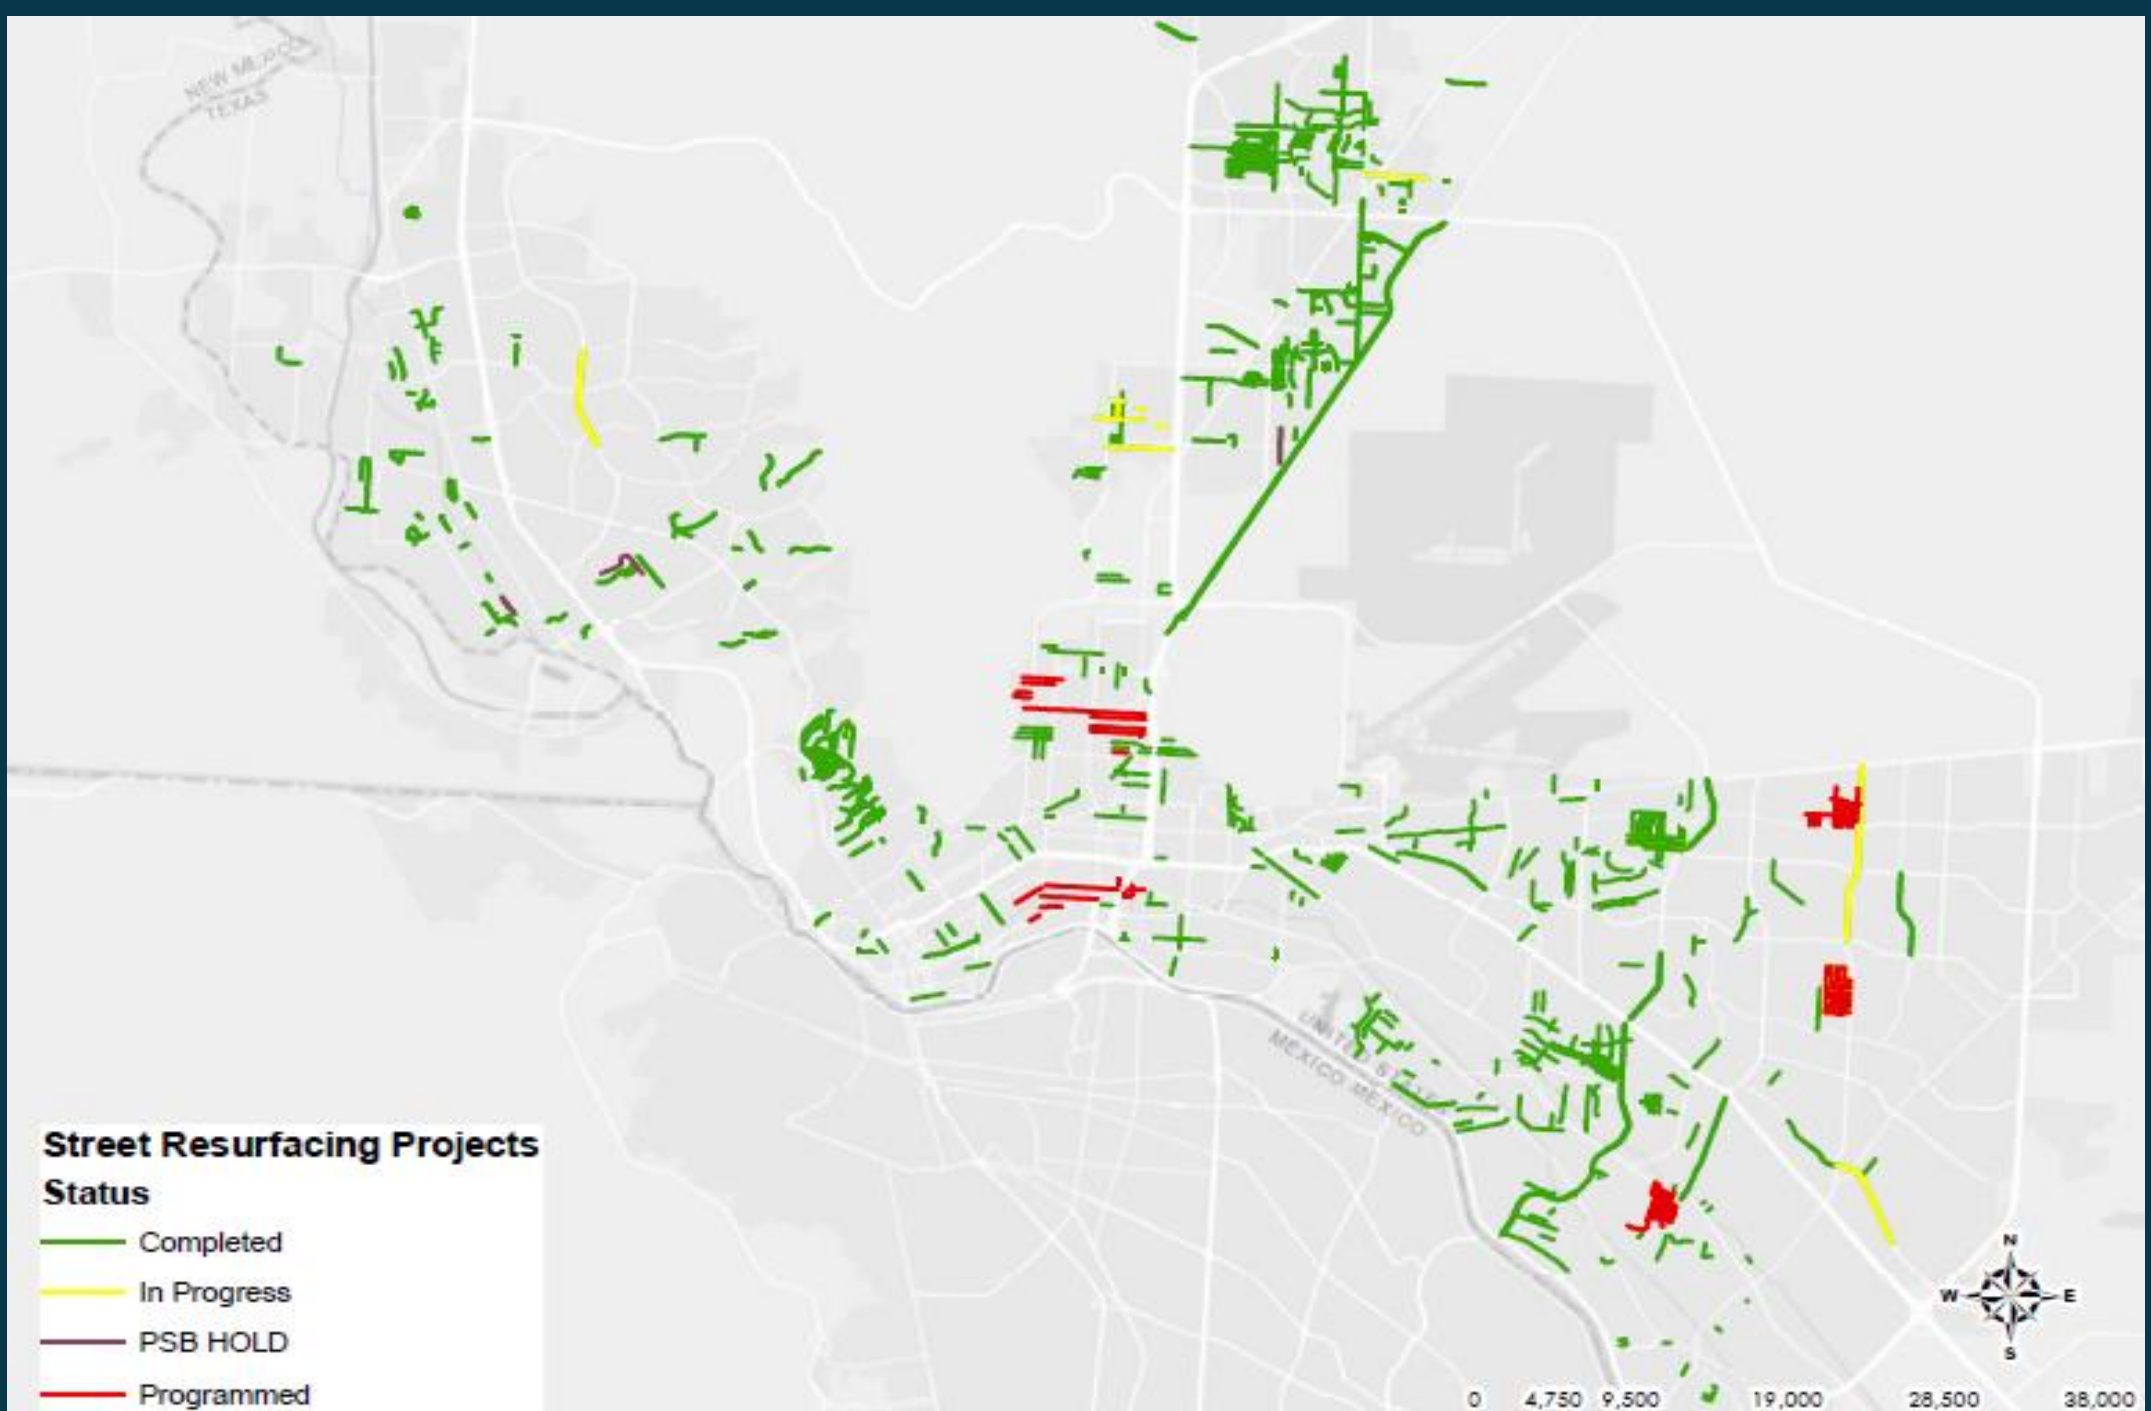 NEW MEXICO
TEXAS
UNITED STATES
MEXICO MEXICO
Street Resurfacing Projects
Status
Completed
In Progress
PSB HOLD
Programmed
N
W E
S
0 4,750 9,500 19,000 28,500 38,000